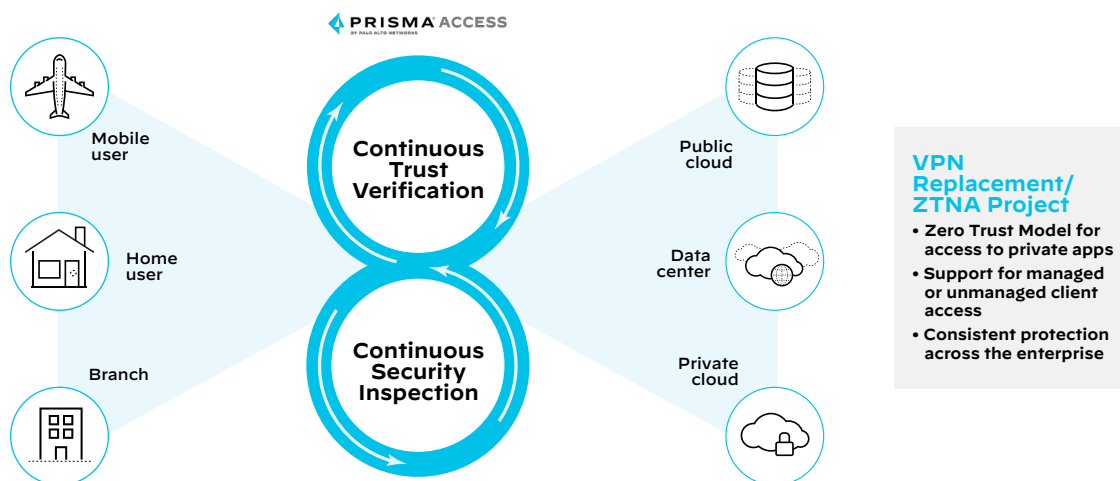 PRISMA® ACCESS
BY PALO ALTO NETWORKS
Mobile
user
Home
user
Branch
Continuous
Trust
Verification
Continuous
Security
Inspection
Public
cloud
Data
center
Private
cloud
VPN
Replacement/
ZTNA Project
• Zero Trust Model for
access to private apps
• Support for managed
or unmanaged client
access
• Consistent protection
across the enterprise